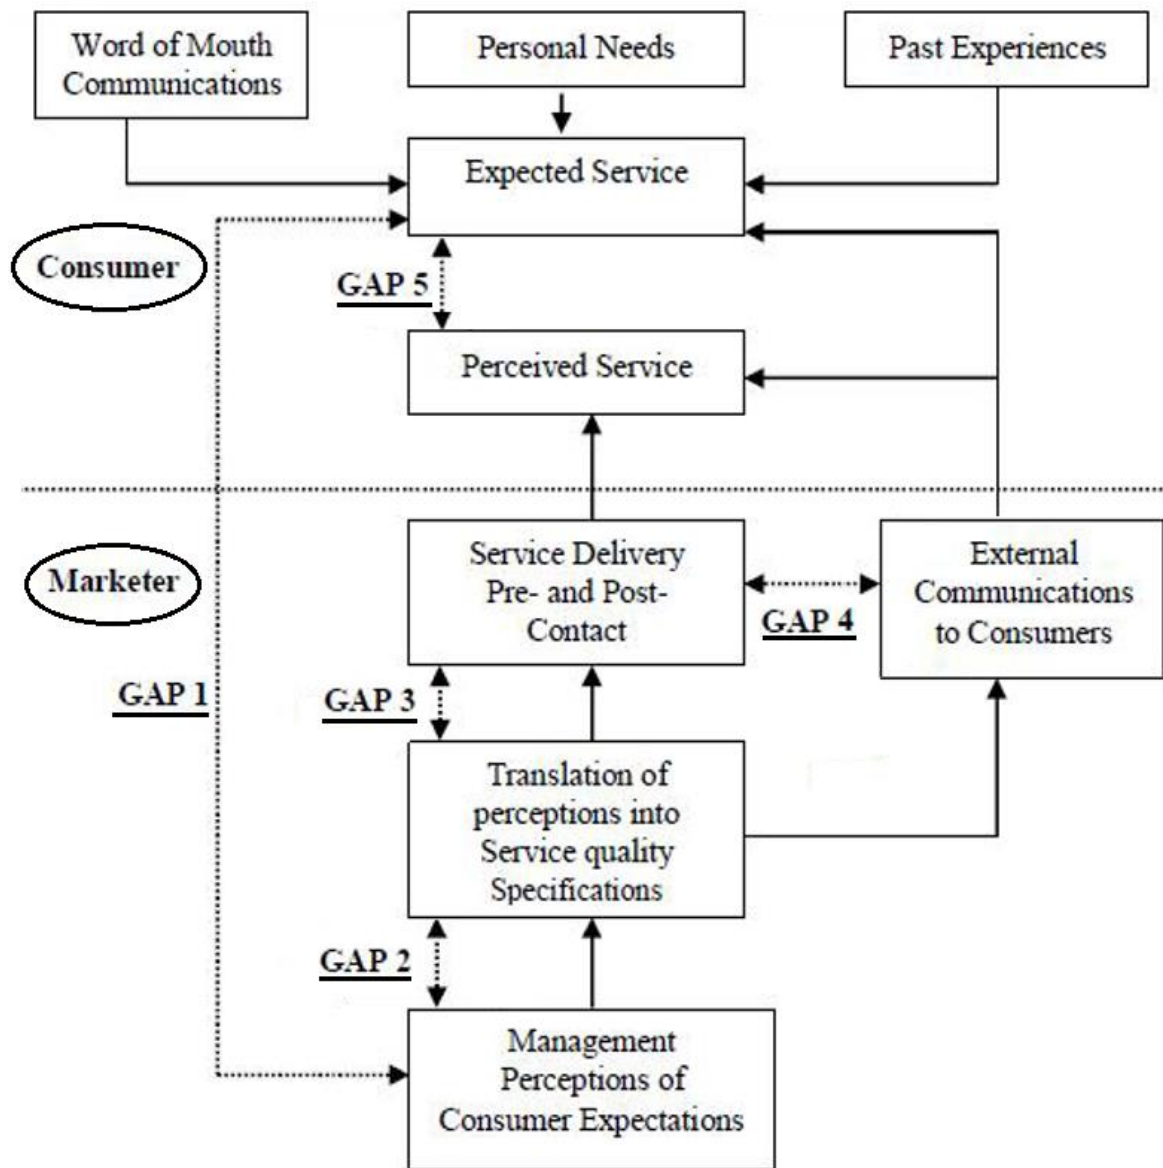 Word of Mouth
Communications
Personal Needs
Past Experiences
Expected Service
Consumer
GAP 5
Perceived Service
Marketer
Service Delivery
Pre- and Post-
Contact
GAP 4
External
Communications
to Consumers
GAP 1
GAP 3
Translation of
perceptions into
Service quality
Specifications
GAP 2
Management
Perceptions of
Consumer Expectations